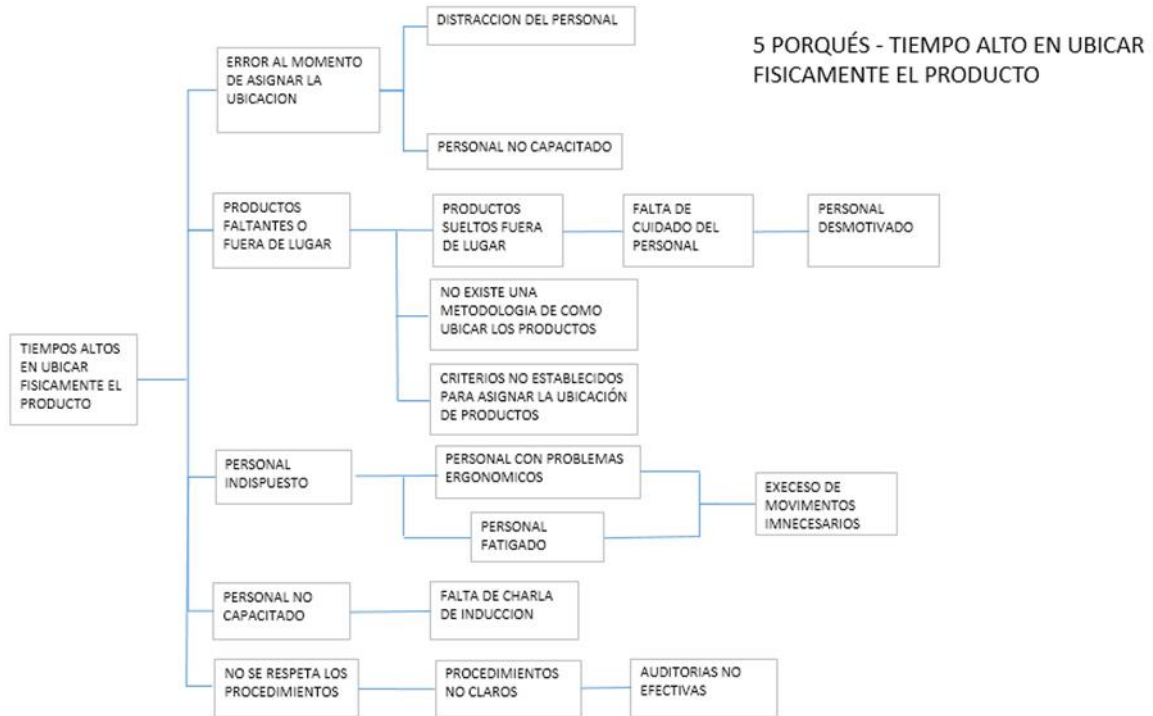 5 PORQUÉS - TIEMPO ALTO EN UBICAR
FISICAMENTE EL PRODUCTO
TIEMPOS ALTOS
EN UBICAR
FISICAMENTE EL
PRODUCTO
ERROR AL MOMENTO
DE ASIGNAR LA
UBICACION
DISTRACCION DEL PERSONAL
PERSONAL NO CAPACITADO
PRODUCTOS
FALTANTES O
FUERA DE LUGAR
PRODUCTOS
SUELTOS FUERA
DE LUGAR
FALTA DE
CUIDADO DEL
PERSONAL
PERSONAL
DESMOTIVADO
NO EXISTE UNA
METODOLOGIA DE COMO
UBICAR LOS PRODUCTOS
CRITERIOS NO ESTABLECIDOS
PARA ASIGNAR LA UBICACIÓN
DE PRODUCTOS
PERSONAL
INDISPUESTO
PERSONAL CON PROBLEMAS
ERGONOMICOS
PERSONAL
FATIGADO
EXECESO DE
MOVIMENTOS
IMNECESARIOS
PERSONAL NO
CAPACITADO
FALTA DE CHARLA
DE INDUCCION
NO SE RESPETA LOS
PROCEDIMIENTOS
PROCEDIMIENTOS
NO CLAROS
AUDITORIAS NO
EFECTIVAS